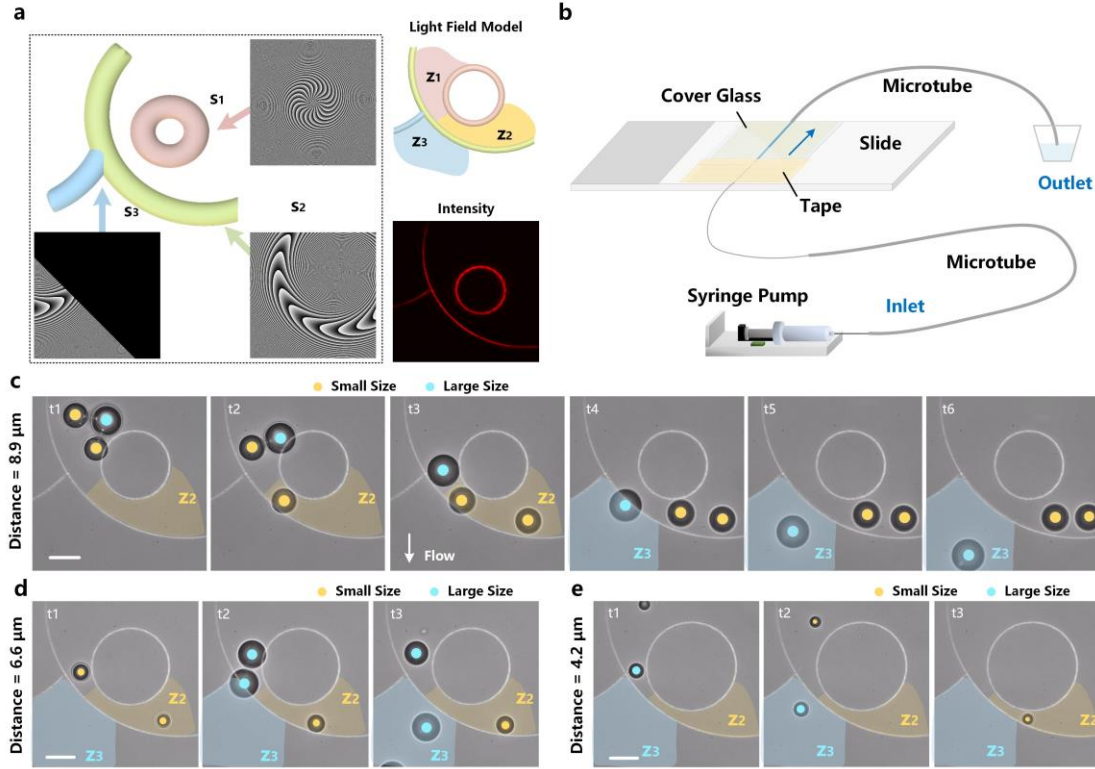 a
S1
S2
S3
Light Field Model
Z1
Z2
Z3
Intensity
b
Cover Glass
Microtube
Slide
Tape
Outlet
Microtube
Syringe Pump
Inlet
c
Small Size
Large Size
Distance = 8.9 μm
t1
Z2
t2
Z2
t3
Z2
Flow
t4
Z3
t5
Z3
t6
Z3
d
Small Size
Large Size
Distance = 6.6 μm
t1
Z2
Z3
t2
Z2
Z3
t3
Z2
Z3
e
Small Size
Large Size
Distance = 4.2 μm
t1
Z2
Z3
t2
Z2
Z3
t3
Z2
Z3